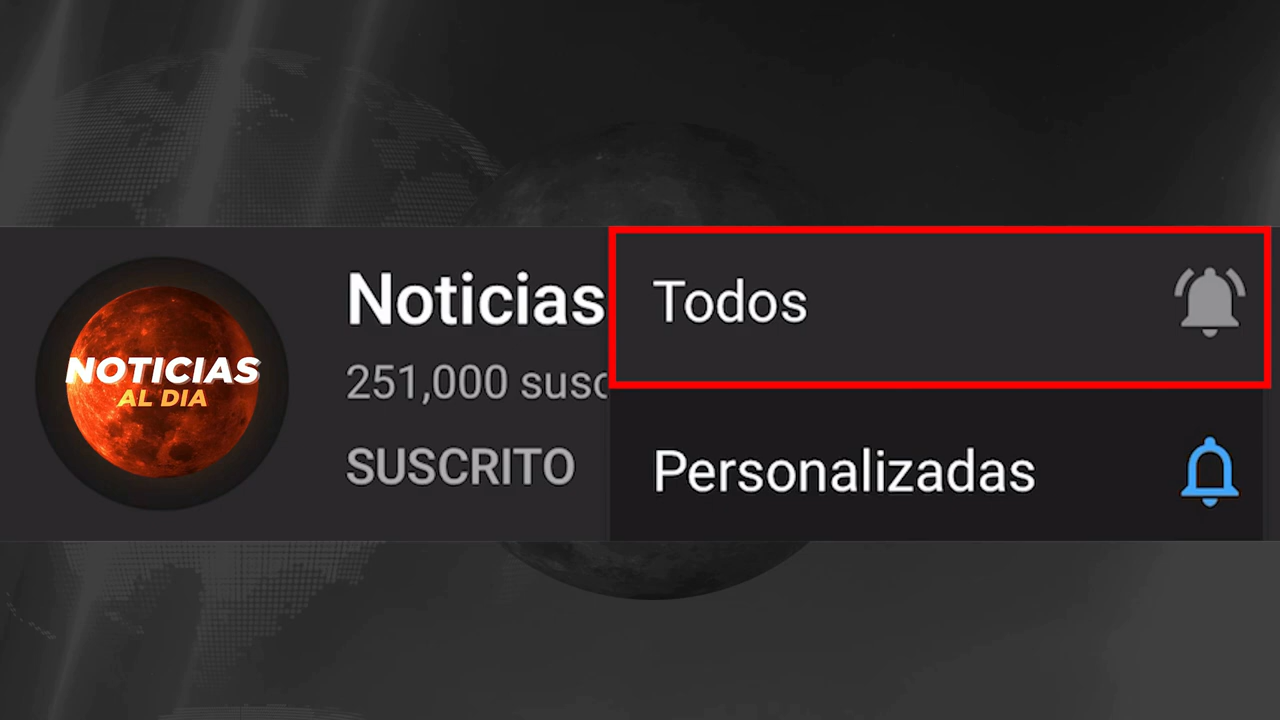 NOTICIAS
AL DIA
Noticias
251,000 susc
SUSCRITO
Todos
Personalizadas